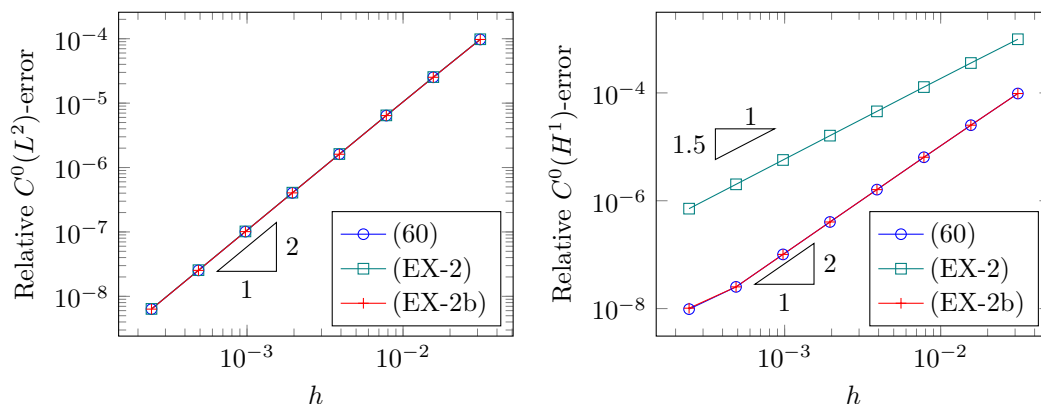 Relative $C^0(L^2)$-error
$10^{-4}$
$10^{-5}$
$10^{-6}$
$10^{-7}$
$10^{-8}$
(60)
(EX-2)
(EX-2b)
2
1
$10^{-3}$
$10^{-2}$
$h$
Relative $C^0(H^1)$-error
$10^{-4}$
$10^{-6}$
$10^{-8}$
1
1.5
(60)
(EX-2)
(EX-2b)
2
1
$10^{-3}$
$10^{-2}$
$h$